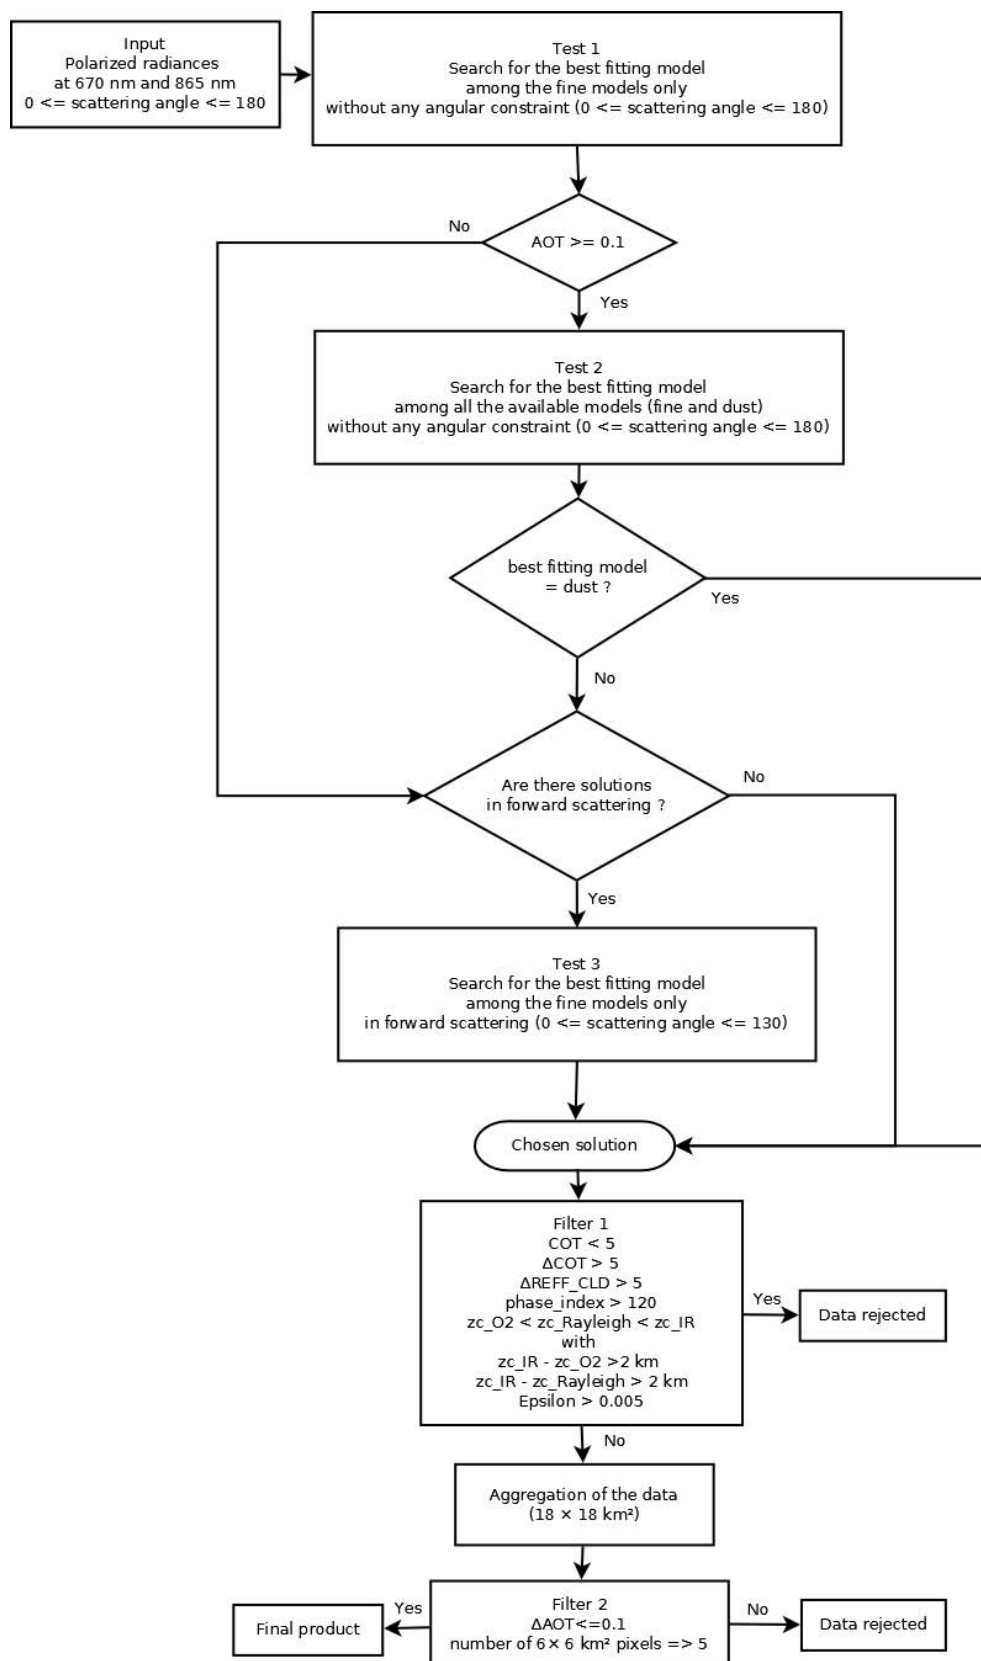 Input
Polarized radiances
at 670 nm and 865 nm
0 <= scattering angle <= 180
Test 1
Search for the best fitting model
among the fine models only
without any angular constraint (0 <= scattering angle <= 180)
No
AOT >= 0.1
Yes
Test 2
Search for the best fitting model
among all the available models (fine and dust)
without any angular constraint (0 <= scattering angle <= 180)
best fitting model
= dust ?
Yes
No
Are there solutions
in forward scattering ?
No
Yes
Test 3
Search for the best fitting model
among the fine models only
in forward scattering (0 <= scattering angle <= 130)
Chosen solution
Filter 1
COT < 5
ΔCOT > 5
ΔREFF_CLD > 5
phase_index > 120
zc_O2 < zc_Rayleigh < zc_IR
with
zc_IR - zc_O2 >2 km
zc_IR - zc_Rayleigh > 2 km
Epsilon > 0.005
Yes
Data rejected
No
Aggregation of the data
(18 × 18 km²)
Filter 2
ΔAOT<=0.1
number of 6× 6 km² pixels => 5
Yes
Final product
No
Data rejected